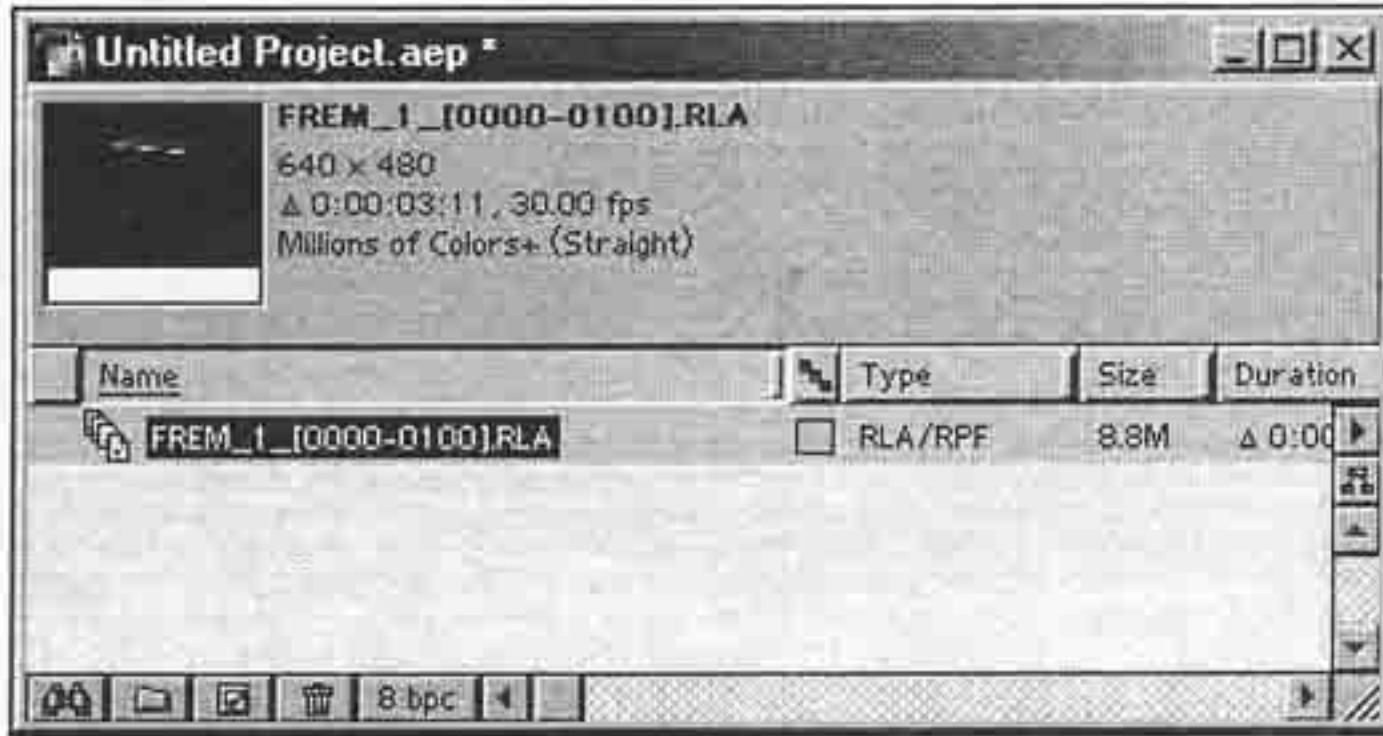 Untitled Project.aep *
FREM_1_[0000-0100].RLA
640 x 480
Δ 0:00:03:11, 30.00 fps
Millions of Colors+ (Straight)
Name Type Size Duration
FREM_1_[0000-0100].RLA RLA/RPF 8.8M Δ 0:00
8 bpc